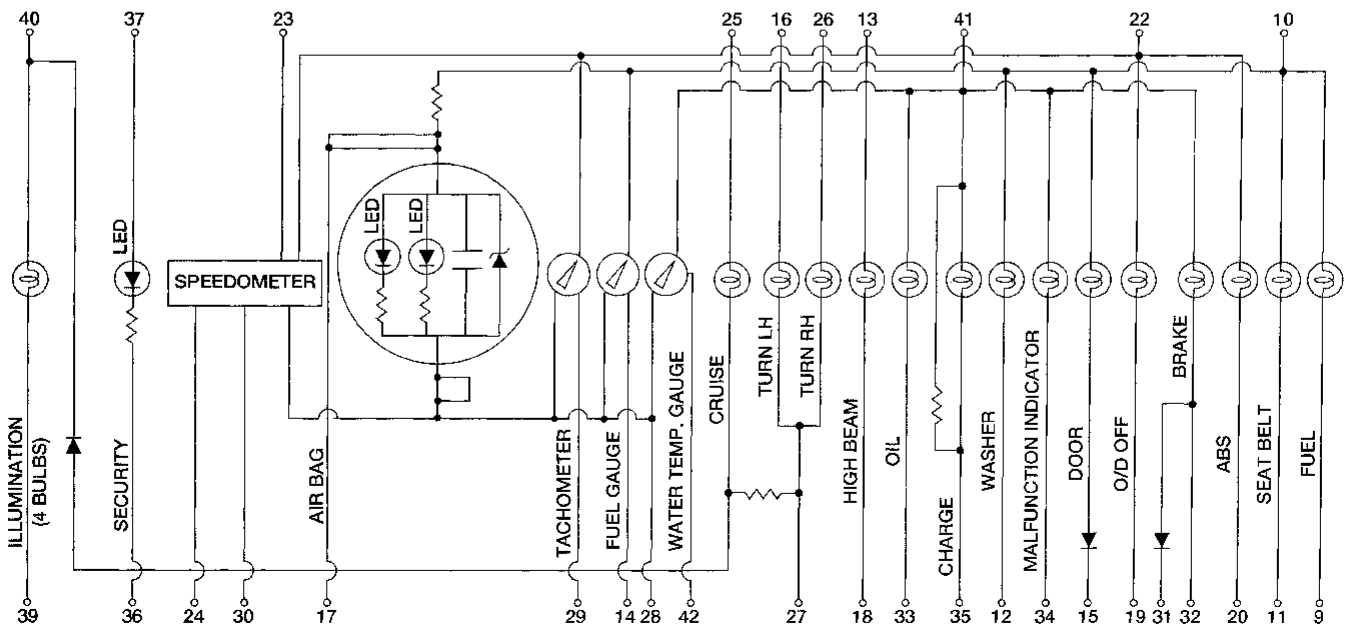 40 37 23 25 16 26 13 41 22 10
LED
LED
LED
SPEEDOMETER
ILLUMINATION
(4 BULBS)
SECURITY
AIR BAG
TACHOMETER
FUEL GAUGE
WATER TEMP. GAUGE
CRUISE
TURN LH
TURN RH
HIGH BEAM
OIL
CHARGE
WASHER
MALFUNCTION INDICATOR
DOOR
O/D OFF
BRAKE
ABS
SEAT BELT
FUEL
39 36 24 30 17 29 14 28 42 27 18 33 35 12 34 15 19 31 32 20 11 9